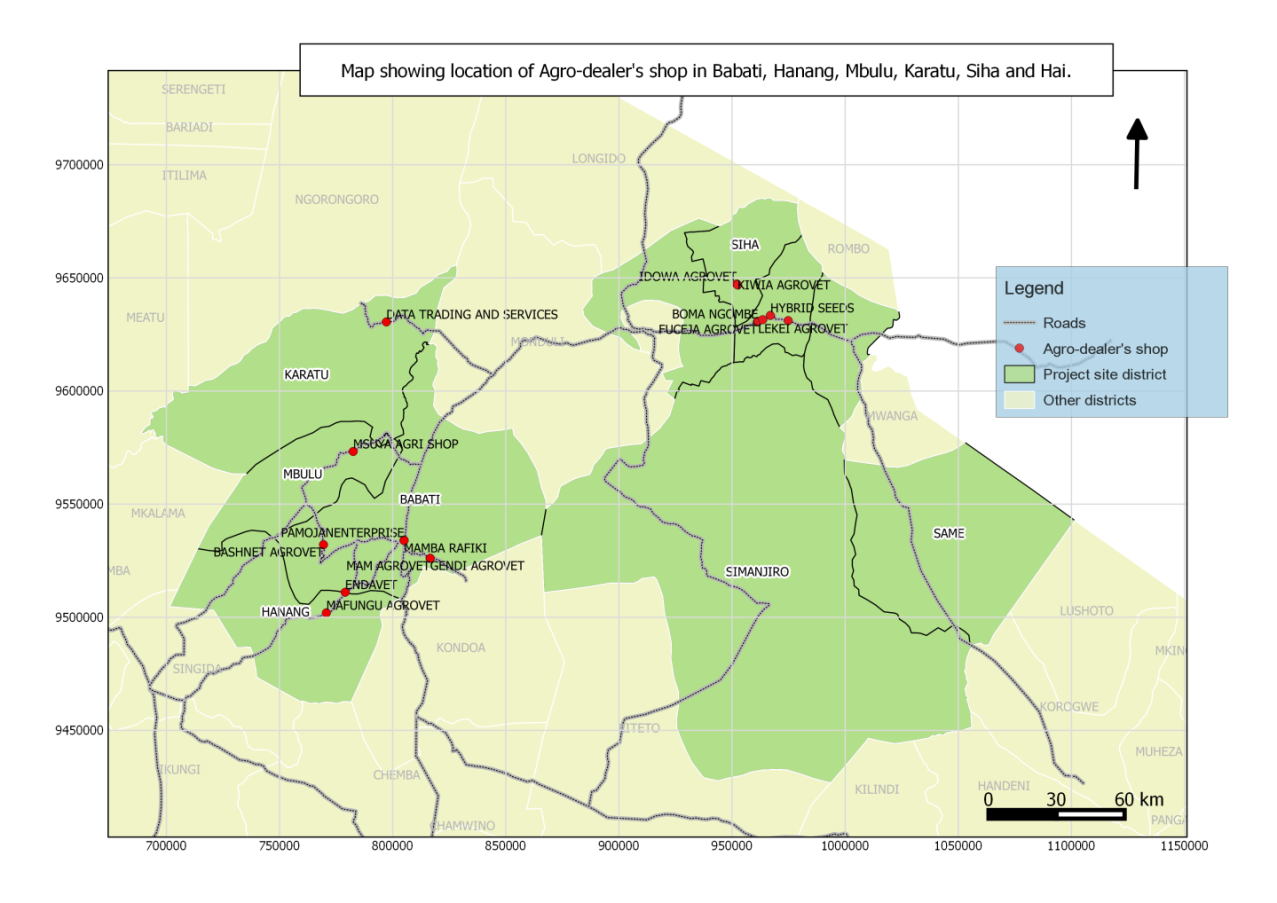 Map showing location of Agro-dealer's shop in Babati, Hanang, Mbulu, Karatu, Siha and Hai.
SERENGETI
BARIADI
ITILIMA
NGORONGORO
LONGIDO
9700000
SIHA
ROMBO
9650000
IDOWA AGROVET
KIWIA AGROVET
Legend
Roads
Agro-dealer's shop
Project site district
Other districts
MEATU
DATA TRADING AND SERVICES
BOMA NGOMBE
HYBRID SEEDS
FUCEJA AGROVET
LEKEI AGROVET
MONDULI
9600000
KARATU
MWANGA
MSUYA AGRI SHOP
MBULU
BABATI
9550000
MKALAMA
PAMOJANENTERPRISE
SAME
BASHNET AGROVET
MAMBA RAFIKI
MBA
MAM AGROVET
GENDI AGROVET
SIMANJIRO
ENDAVET
MAFUNGU AGROVET
HANANG
LUSHOTO
9500000
KONDOA
MKIN
SINGIDA
KOROGWE
9450000
KITETO
MUHEZA
IKUNGI
CHEMBA
KILINDI
HANDENI
0 30 60 km
CHAMWINO
PANGA
700000 750000 800000 850000 900000 950000 1000000 1050000 1100000 1150000